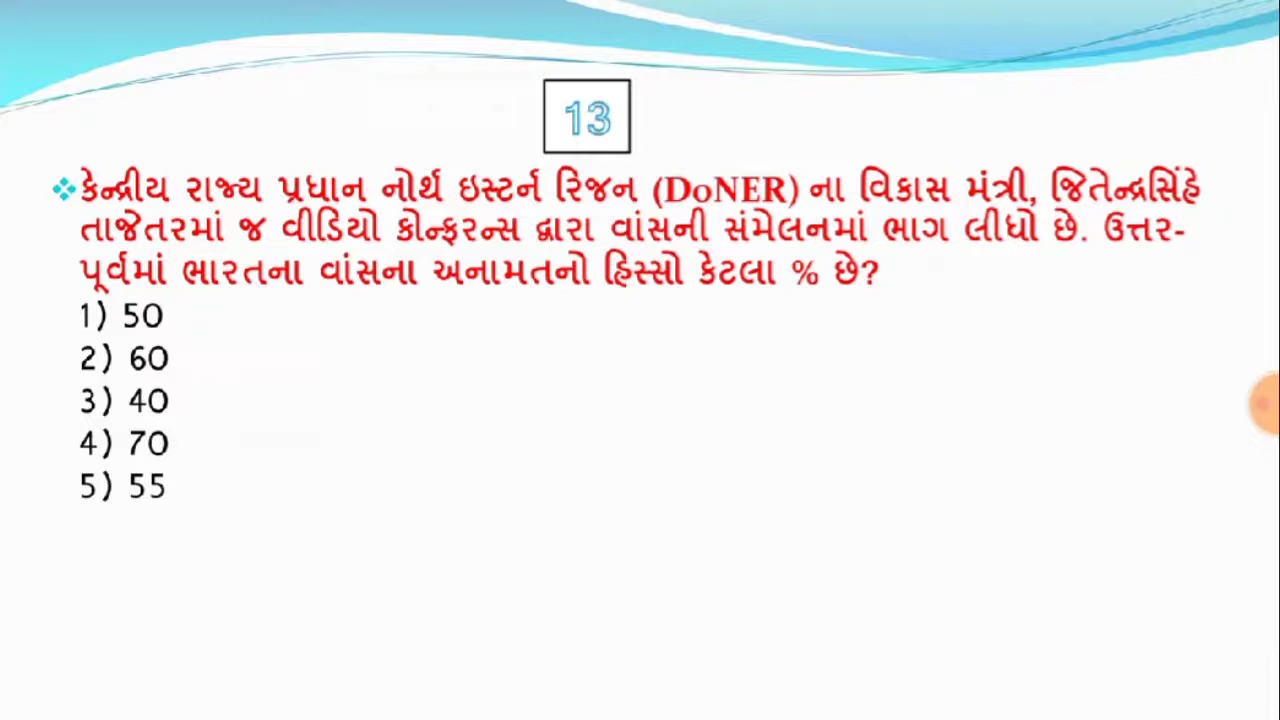 13
કેન્દ્રીય રાજ્ય પ્રધાન નોર્થ ઇસ્ટર્ન રિજન (DoNER) ના વિકાસ મંત્રી, જિતેન્દ્રસિંહે
તાજેતરમાં જ વીડિયો કોન્ફરન્સ દ્વારા વાંસની સંમેલનમાં ભાગ લીધો છે. ઉત્તર-
પૂર્વમાં ભારતના વાંસના અનામતનો હિસ્સો કેટલા % છે?
1) 50
2) 60
3) 40
4) 70
5) 55